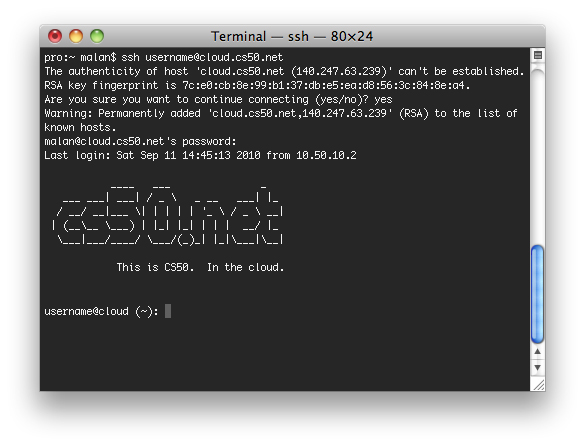 Terminal — ssh — 80×24
pro:~ malan$ ssh username@cloud.cs50.net
The authenticity of host 'cloud.cs50.net (140.247.63.239)' can't be established.
RSA key fingerprint is 7c:e0:cb:8e:99:b1:37:db:e5:ea:d8:56:3c:84:8e:a4.
Are you sure you want to continue connecting (yes/no)? yes
Warning: Permanently added 'cloud.cs50.net,140.247.63.239' (RSA) to the list of
known hosts.
malan@cloud.cs50.net's password:
Last login: Sat Sep 11 14:45:13 2010 from 10.50.10.2
cs50.net
This is CS50.  In the cloud.
username@cloud (~):